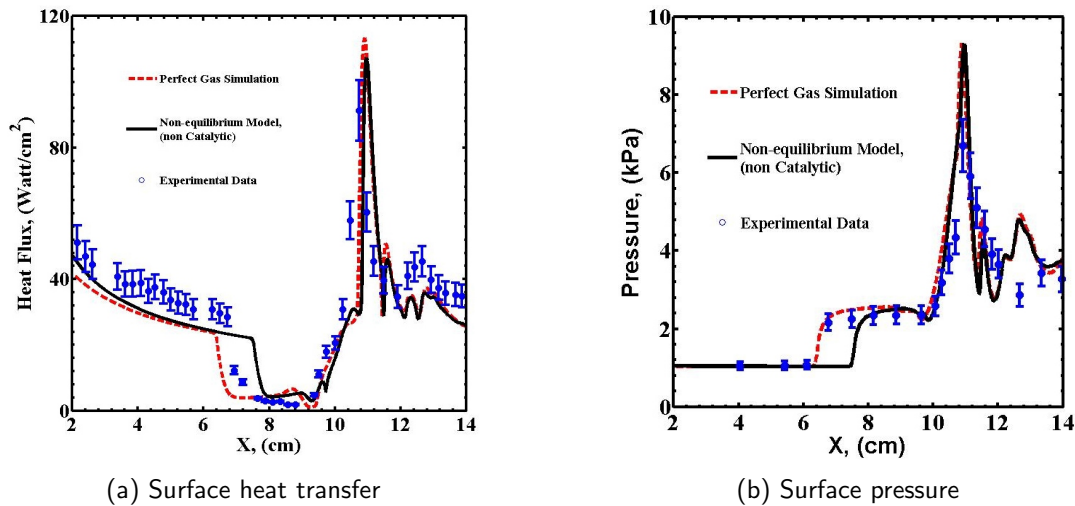 120
80
40
0
Heat Flux, (Watt/cm²)
Perfect Gas Simulation
Non-equilibrium Model,
(non Catalytic)
Experimental Data
2 4 6 8 10 12 14
X, (cm)
(a) Surface heat transfer
10
8
6
4
2
0
Pressure, (kPa)
Perfect Gas Simulation
Non-equilibrium Model,
(non Catalytic)
Experimental Data
2 4 6 8 10 12 14
X, (cm)
(b) Surface pressure